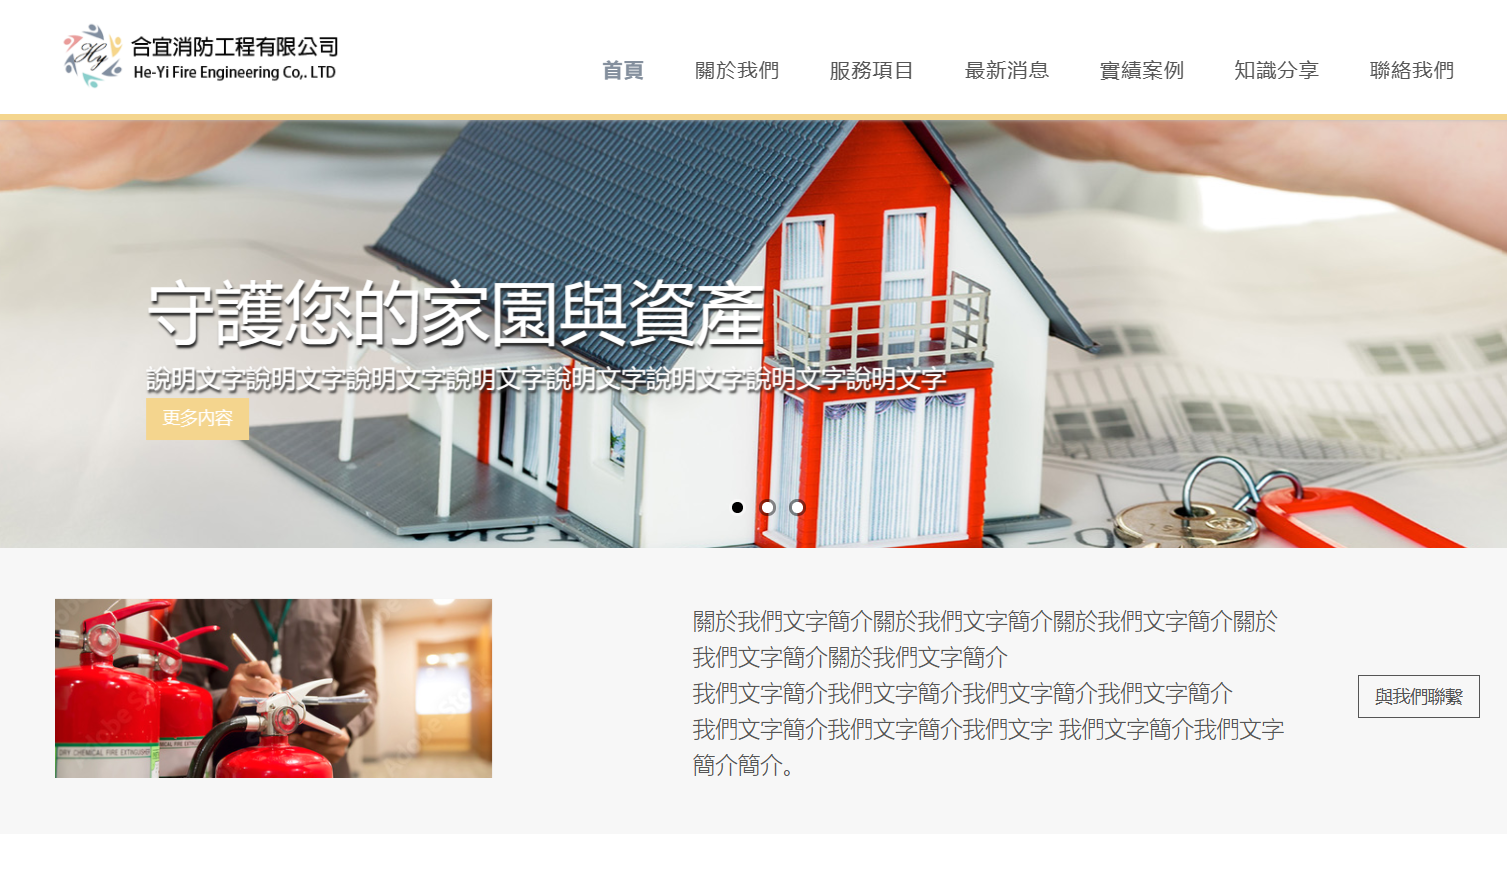 合宜消防工程有限公司
He-Yi Fire Engineering Co,. LTD
首頁 關於我們 服務項目 最新消息 實績案例 知識分享 聯絡我們
守護您的家園與資產
說明文字說明文字說明文字說明文字說明文字說明文字說明文字說明文字
更多內容
DRY CHEMICAL FIRE EXTINGUISHER
關於我們文字簡介關於我們文字簡介關於我們文字簡介關於
我們文字簡介關於我們文字簡介
我們文字簡介我們文字簡介我們文字簡介我們文字簡介
我們文字簡介我們文字簡介我們文字 我們文字簡介我們文字
簡介簡介。
與我們聯繫